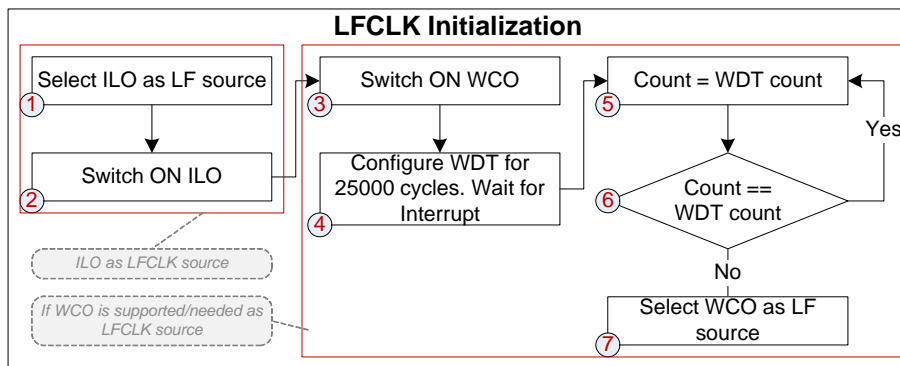 LFCLK Initialization
Select ILO as LF source
1
Switch ON ILO
2
ILO as LFCLK source
If WCO is supported/needed as
LFCLK source
Switch ON WCO
3
Configure WDT for
25000 cycles. Wait for
Interrupt
4
Count = WDT count
5
Yes
Count ==
WDT count
6
No
Select WCO as LF
source
7